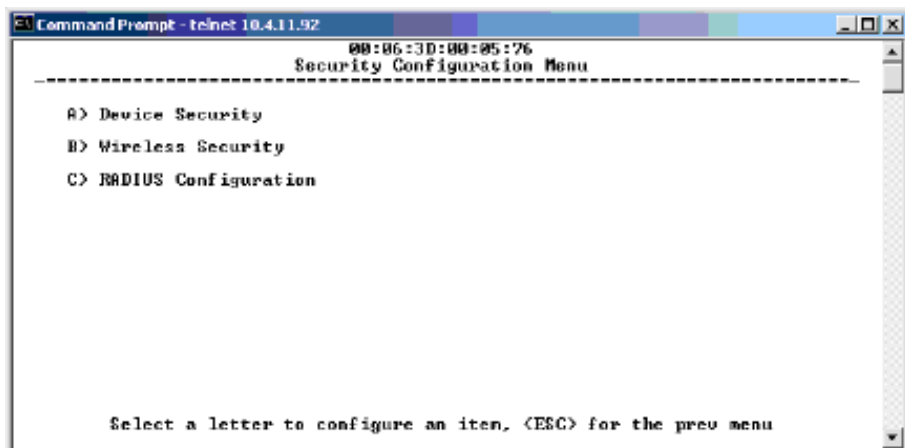 Command Prompt - telnet 10.4.11.92
00:06:3D:00:05:76
Security Configuration Menu
A) Device Security
B) Wireless Security
C) RADIUS Configuration
Select a letter to configure an item, <ESC> for the prev menu